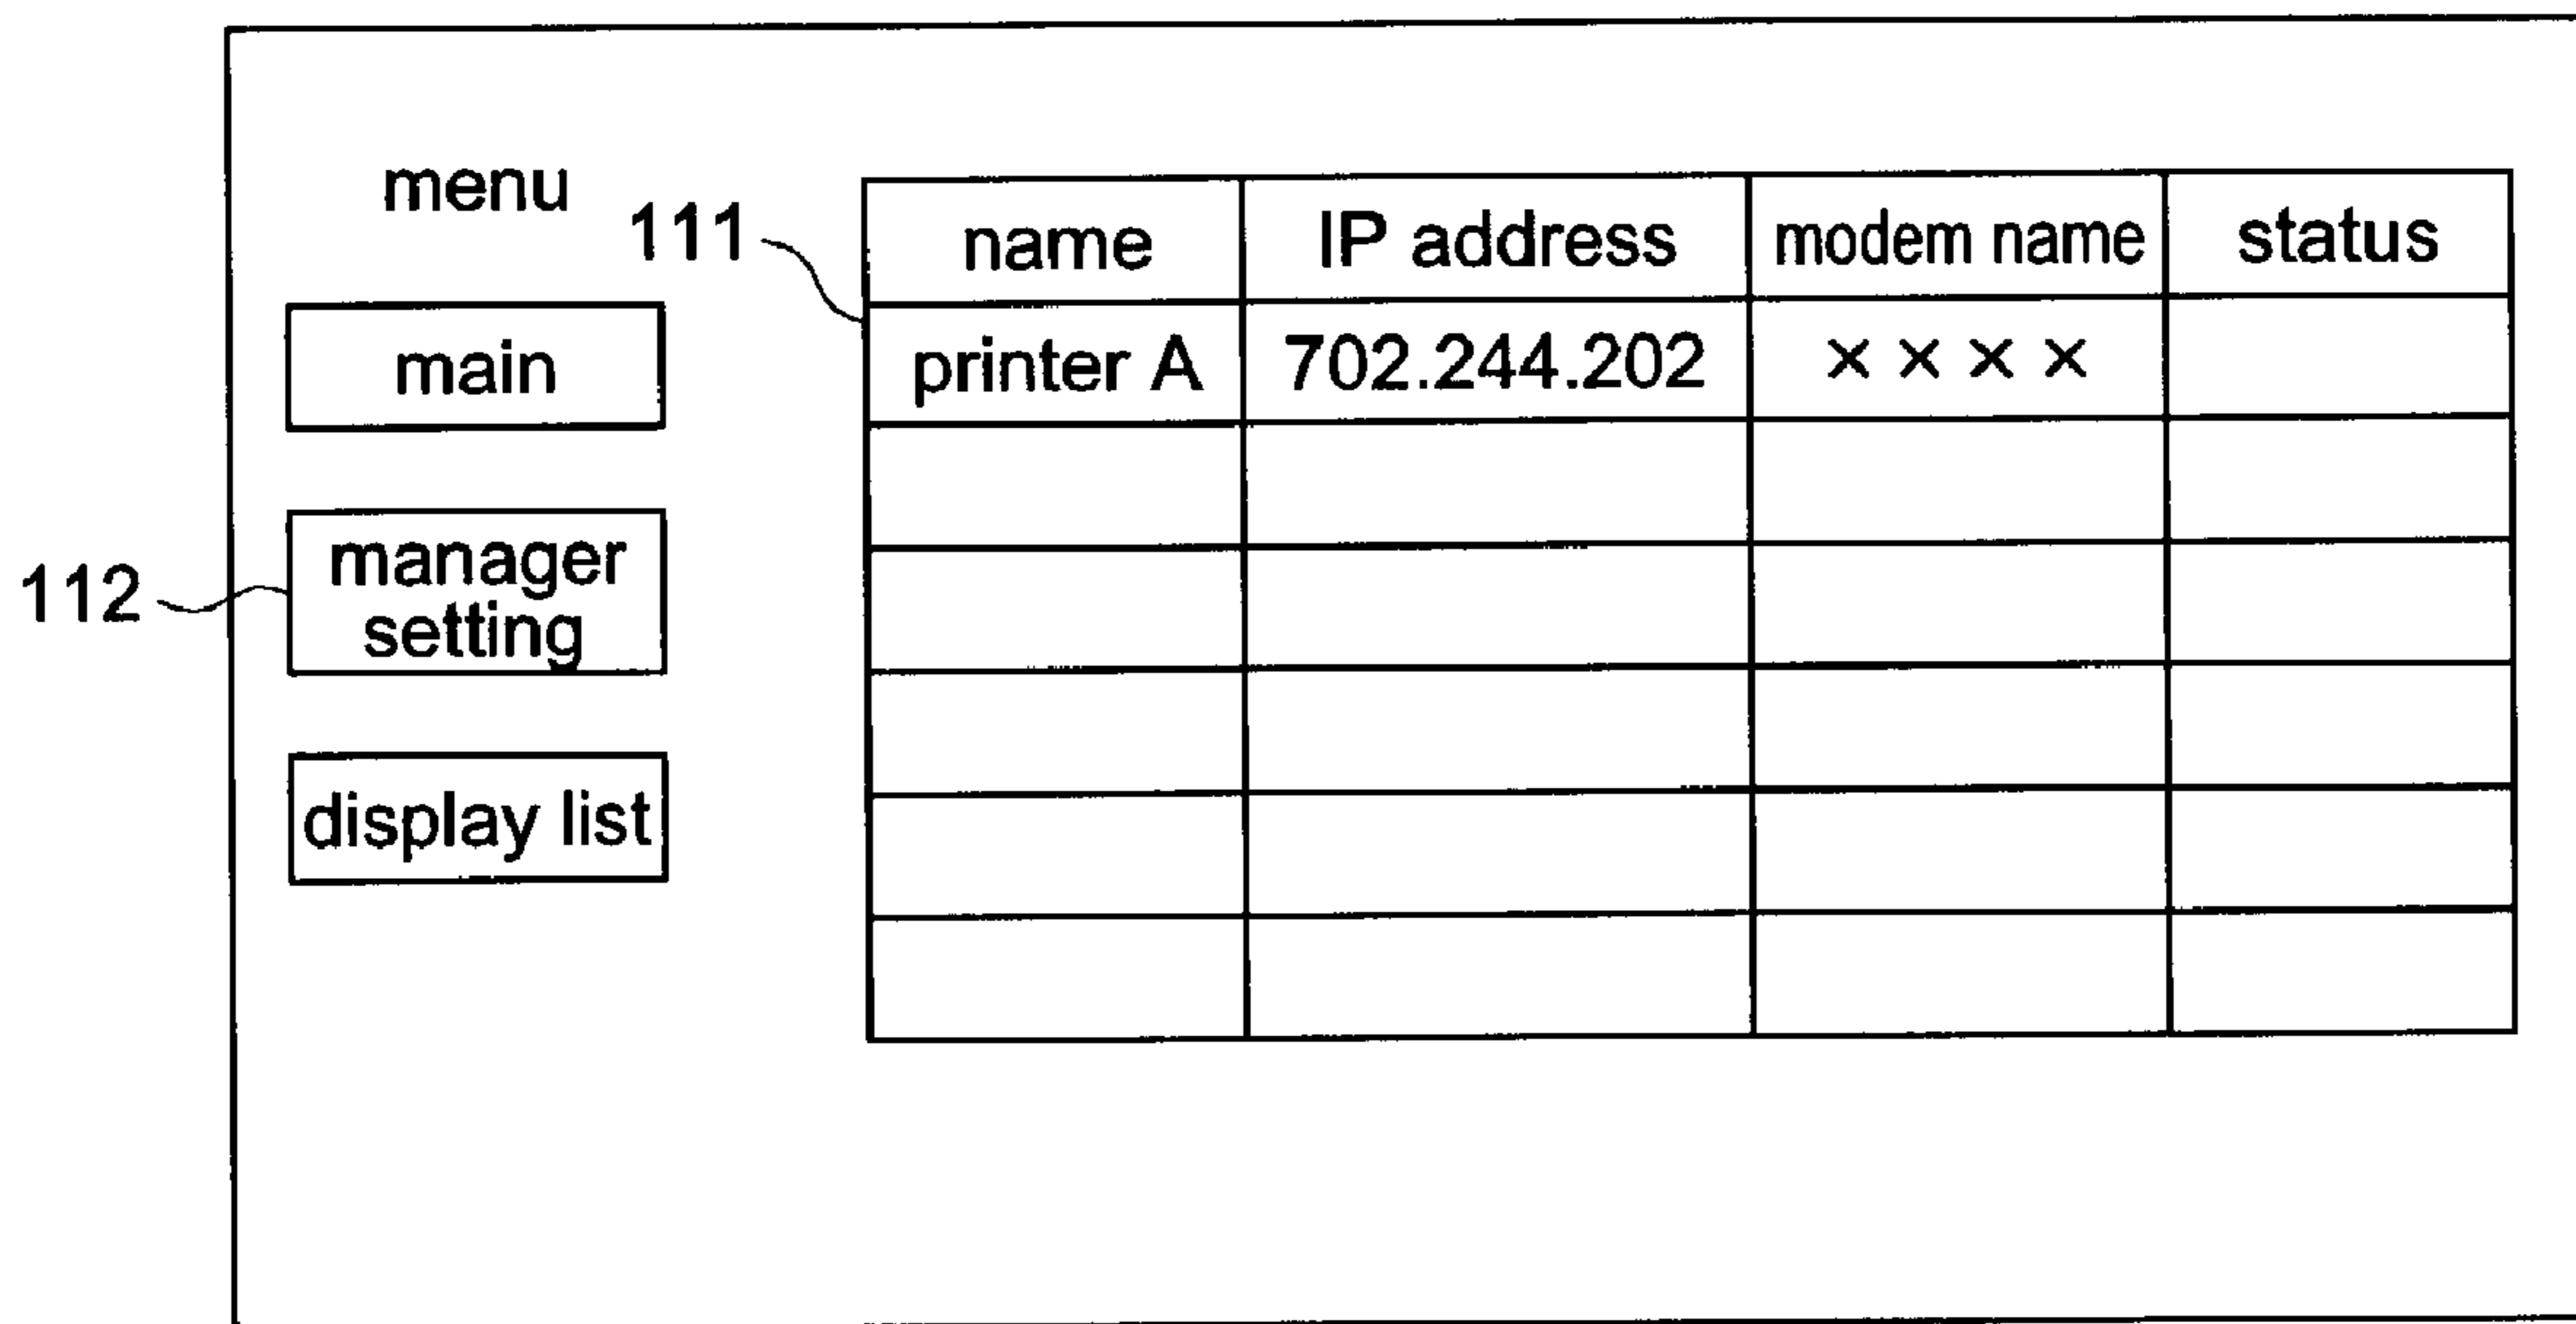 menu
main
112
manager
setting
display list
111
name IP address modem name status
printer A 702.244.202 ××××